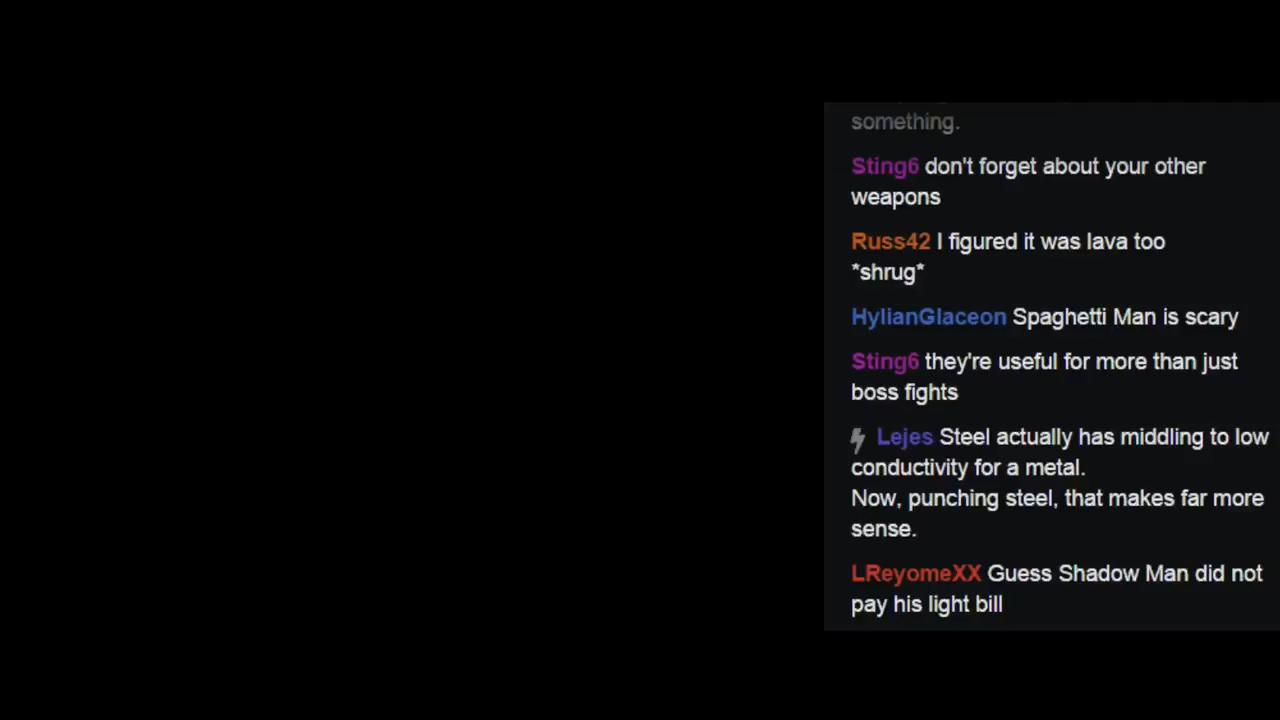 something.
Sting6 don't forget about your other
weapons
Russ42 I figured it was lava too
*shrug*
HylianGlaceon Spaghetti Man is scary
Sting6 they're useful for more than just
boss fights
Lejes Steel actually has middling to low
conductivity for a metal.
Now, punching steel, that makes far more
sense.
LReyomeXX Guess Shadow Man did not
pay his light bill